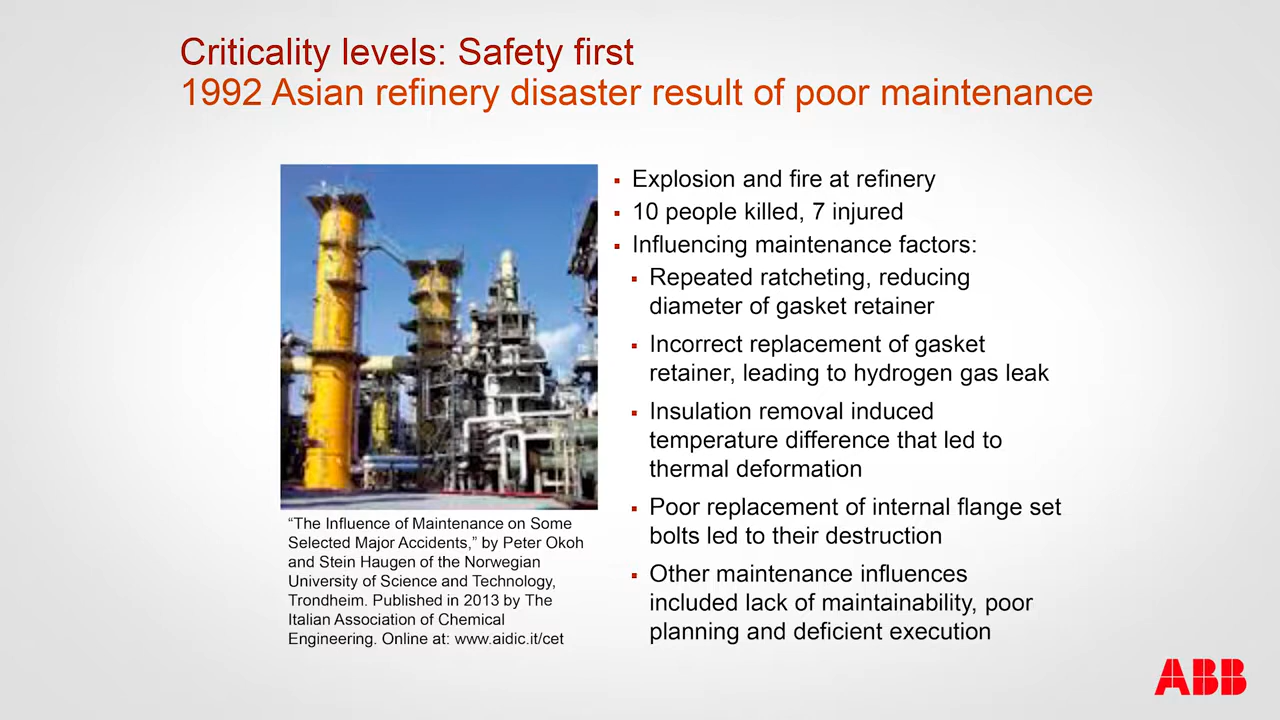 Criticality levels: Safety first
1992 Asian refinery disaster result of poor maintenance
▪ Explosion and fire at refinery
▪ 10 people killed, 7 injured
▪ Influencing maintenance factors:
▪ Repeated ratcheting, reducing
diameter of gasket retainer
▪ Incorrect replacement of gasket
retainer, leading to hydrogen gas leak
▪ Insulation removal induced
temperature difference that led to
thermal deformation
▪ Poor replacement of internal flange set
bolts led to their destruction
▪ Other maintenance influences
included lack of maintainability, poor
planning and deficient execution
“The Influence of Maintenance on Some
Selected Major Accidents,” by Peter Okoh
and Stein Haugen of the Norwegian
University of Science and Technology,
Trondheim. Published in 2013 by The
Italian Association of Chemical
Engineering. Online at: www.aidic.it/cet
ABB